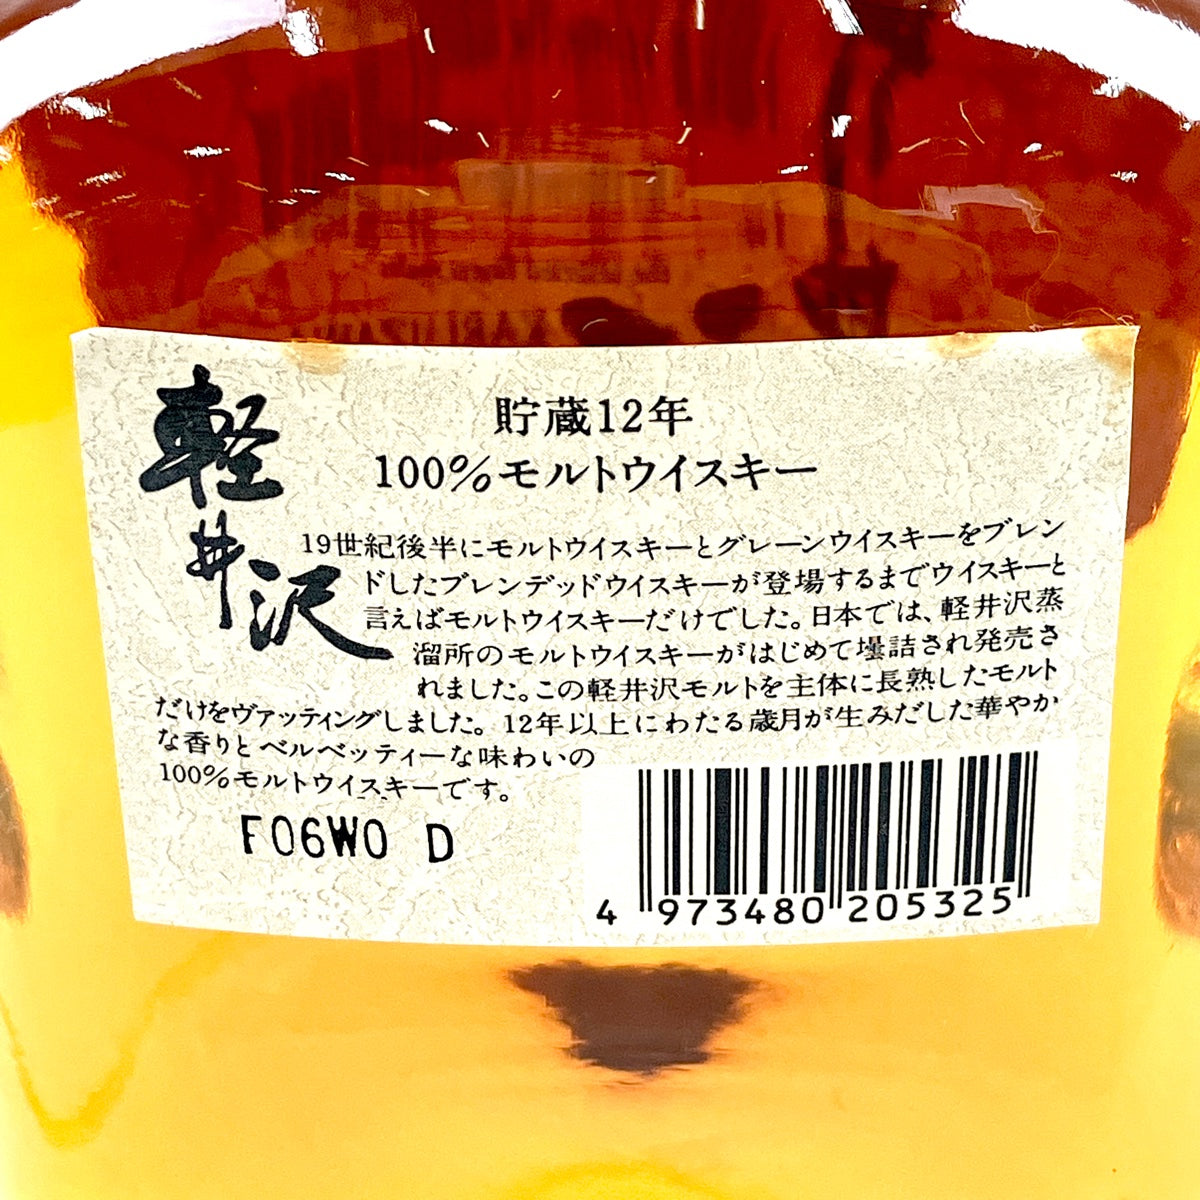 軽井沢
貯蔵12年
100%モルトウイスキー
19世紀後半にモルトウイスキーとグレーンウイスキーをブレン
ドしたブレンデッドウイスキーが登場するまでウイスキーと
言えばモルトウイスキーだけでした。日本では、軽井沢蒸
溜所のモルトウイスキーがはじめて壜詰され発売さ
れました。この軽井沢モルトを主体に長熟したモルト
だけをヴァッティングしました。12年以上にわたる歳月が生みだした華やか
な香りとベルベッティーな味わいの
100%モルトウイスキーです。
F06W0 D
4 973480 205325